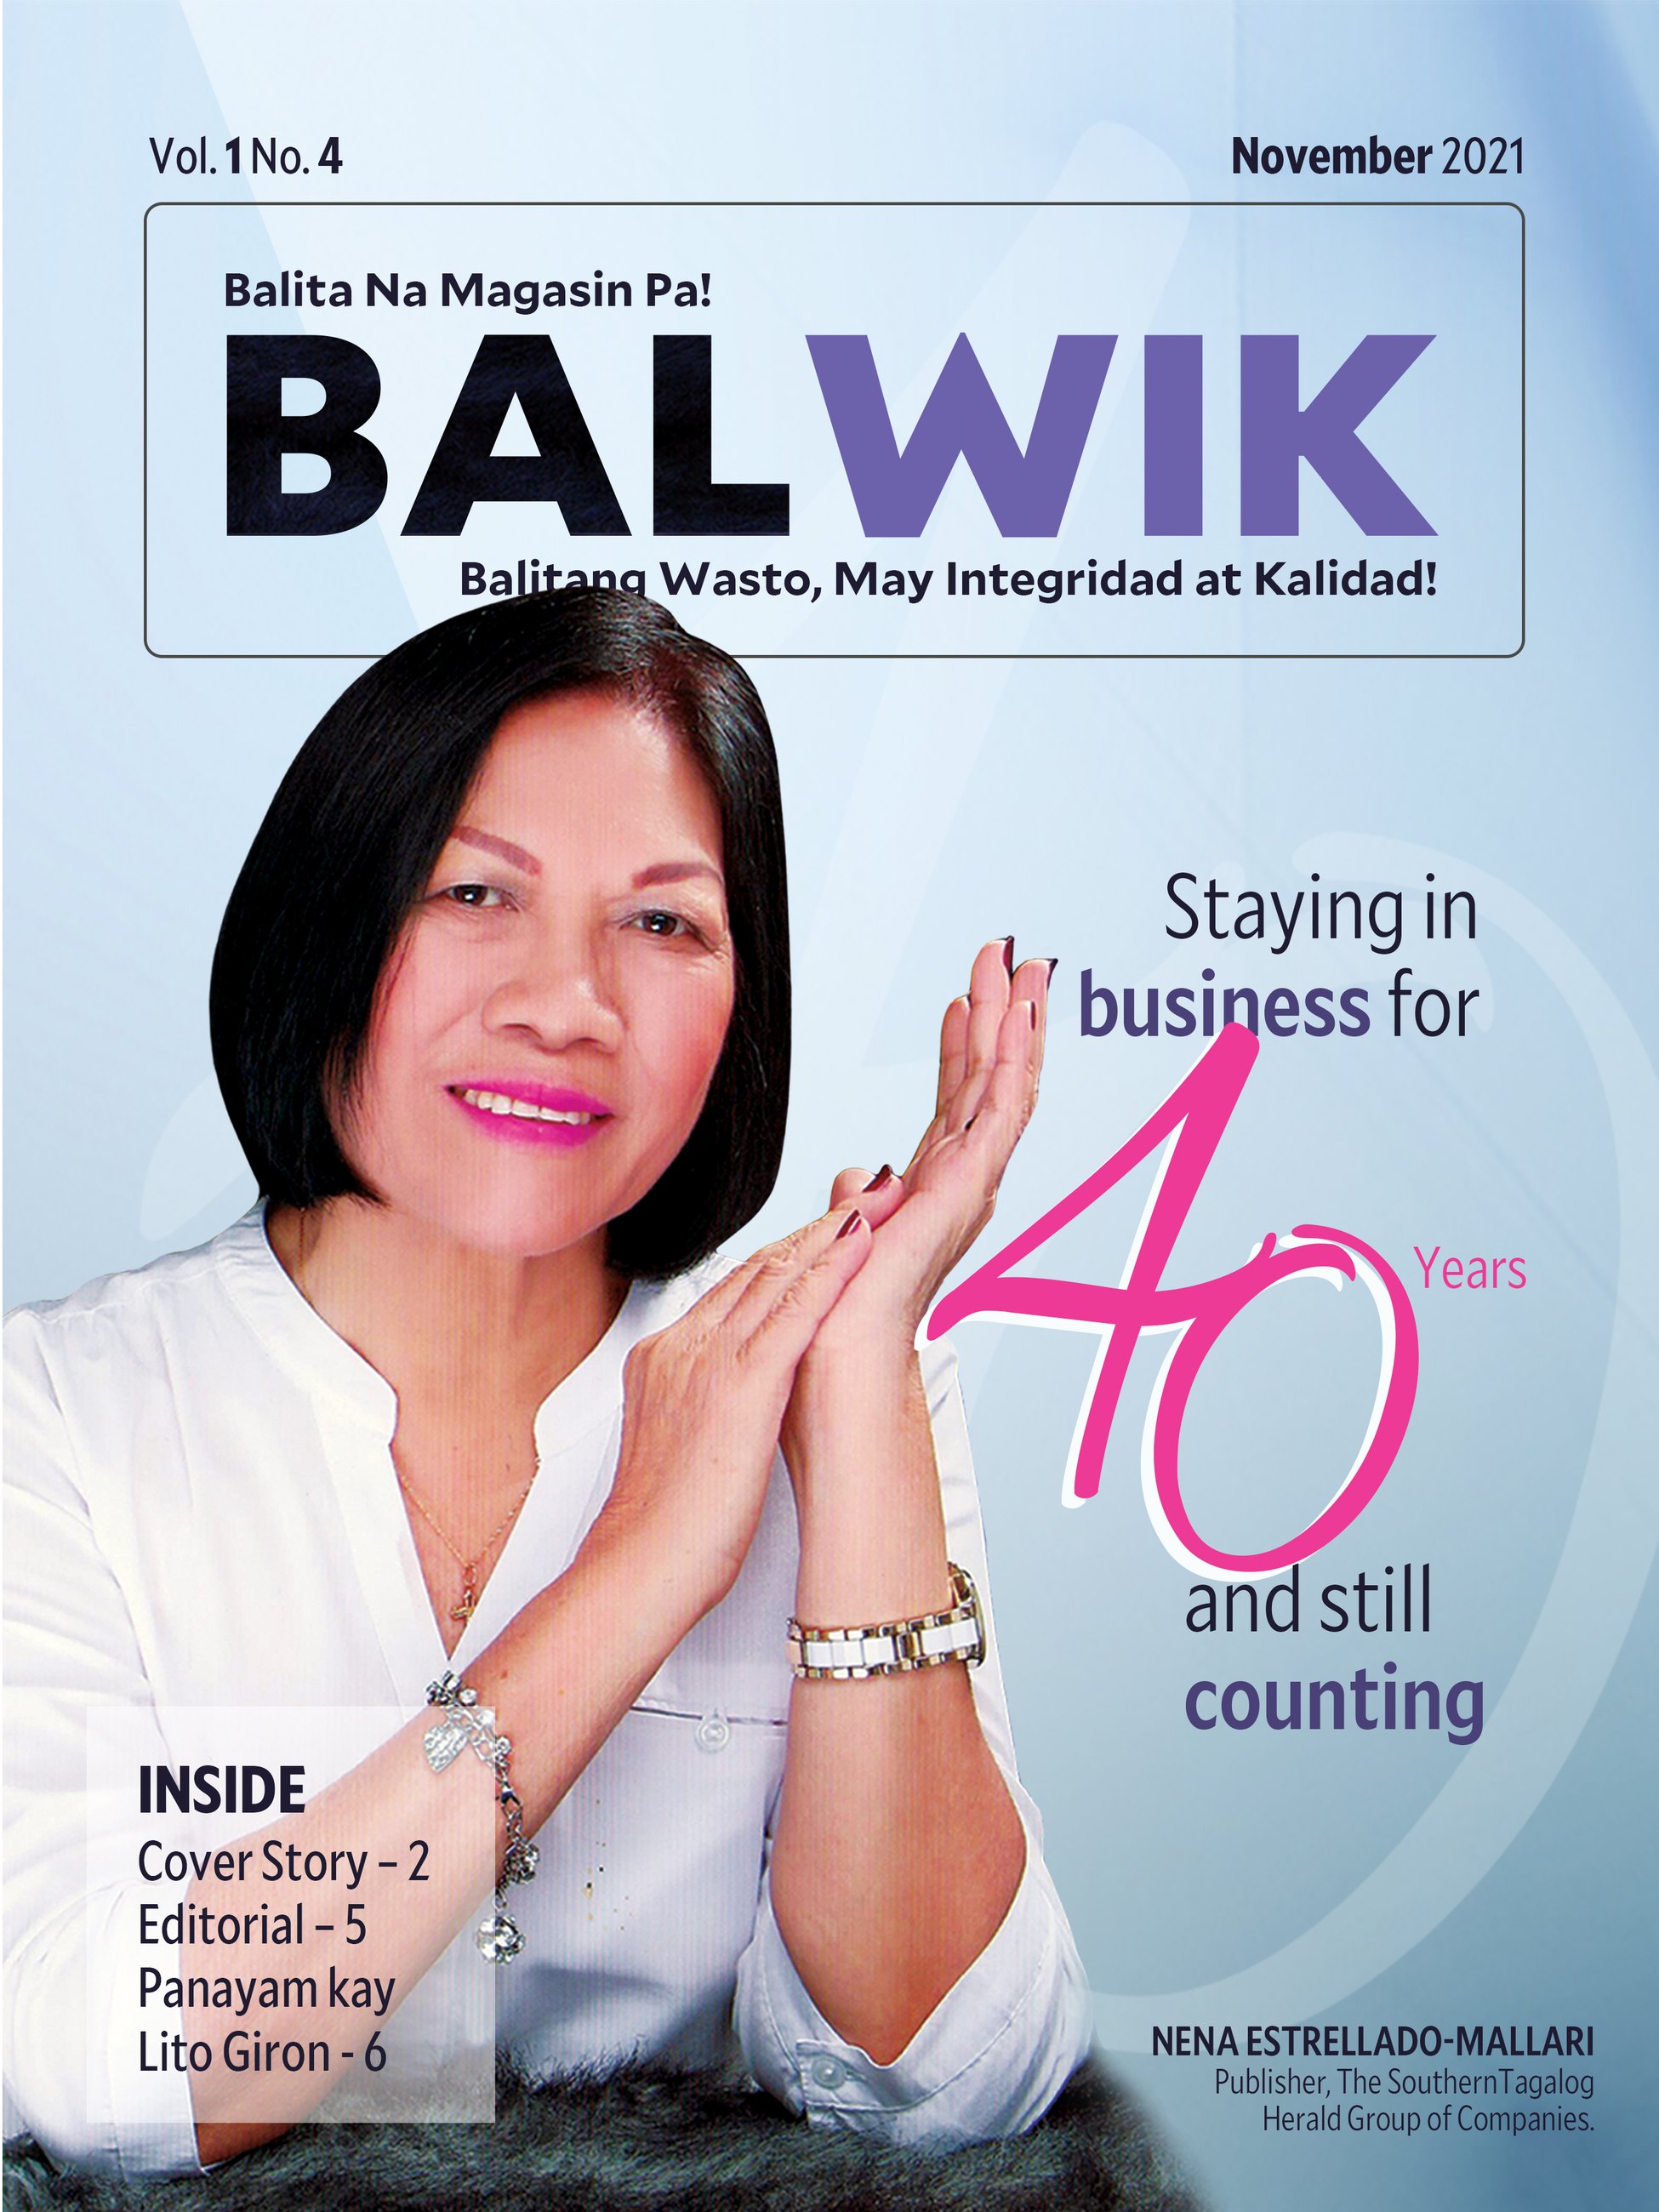 Vol. 1 No. 4
November 2021
Balita Na Magasin Pa!
BALWIK
Balitang Wasto, May Integridad at Kalidad!
Staying in
business for
40
Years
and still
counting
INSIDE
Cover Story – 2
Editorial – 5
Panayam kay
Lito Giron - 6
NENA ESTRELLADO-MALLARI
Publisher, The SouthernTagalog
Herald Group of Companies.